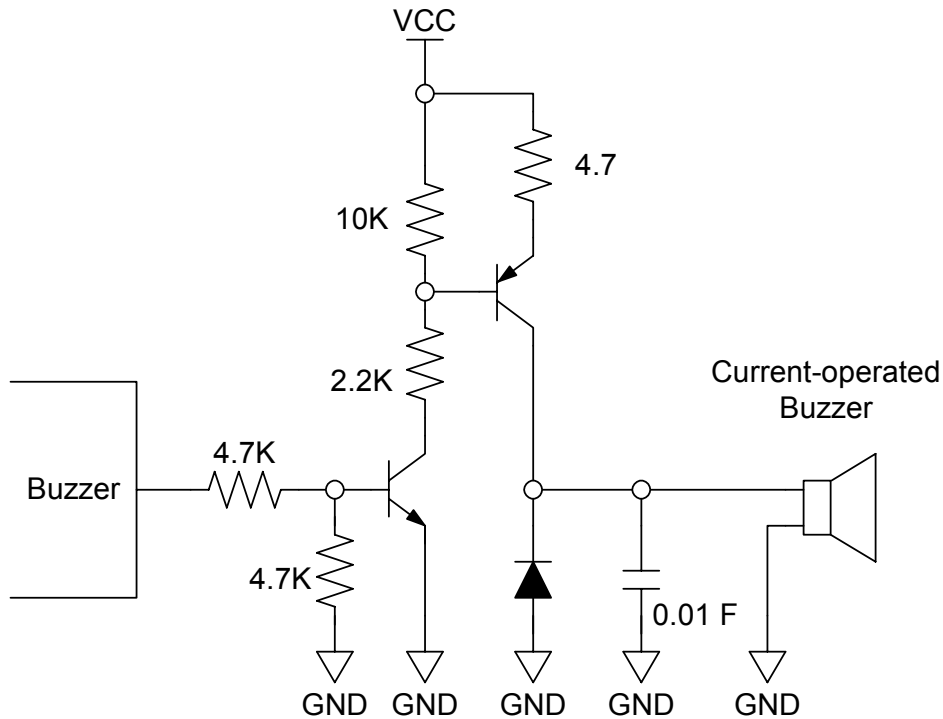 VCC
4.7
10K
2.2K
Current-operated
Buzzer
4.7K
Buzzer
4.7K
0.01 F
GND
GND
GND
GND
GND